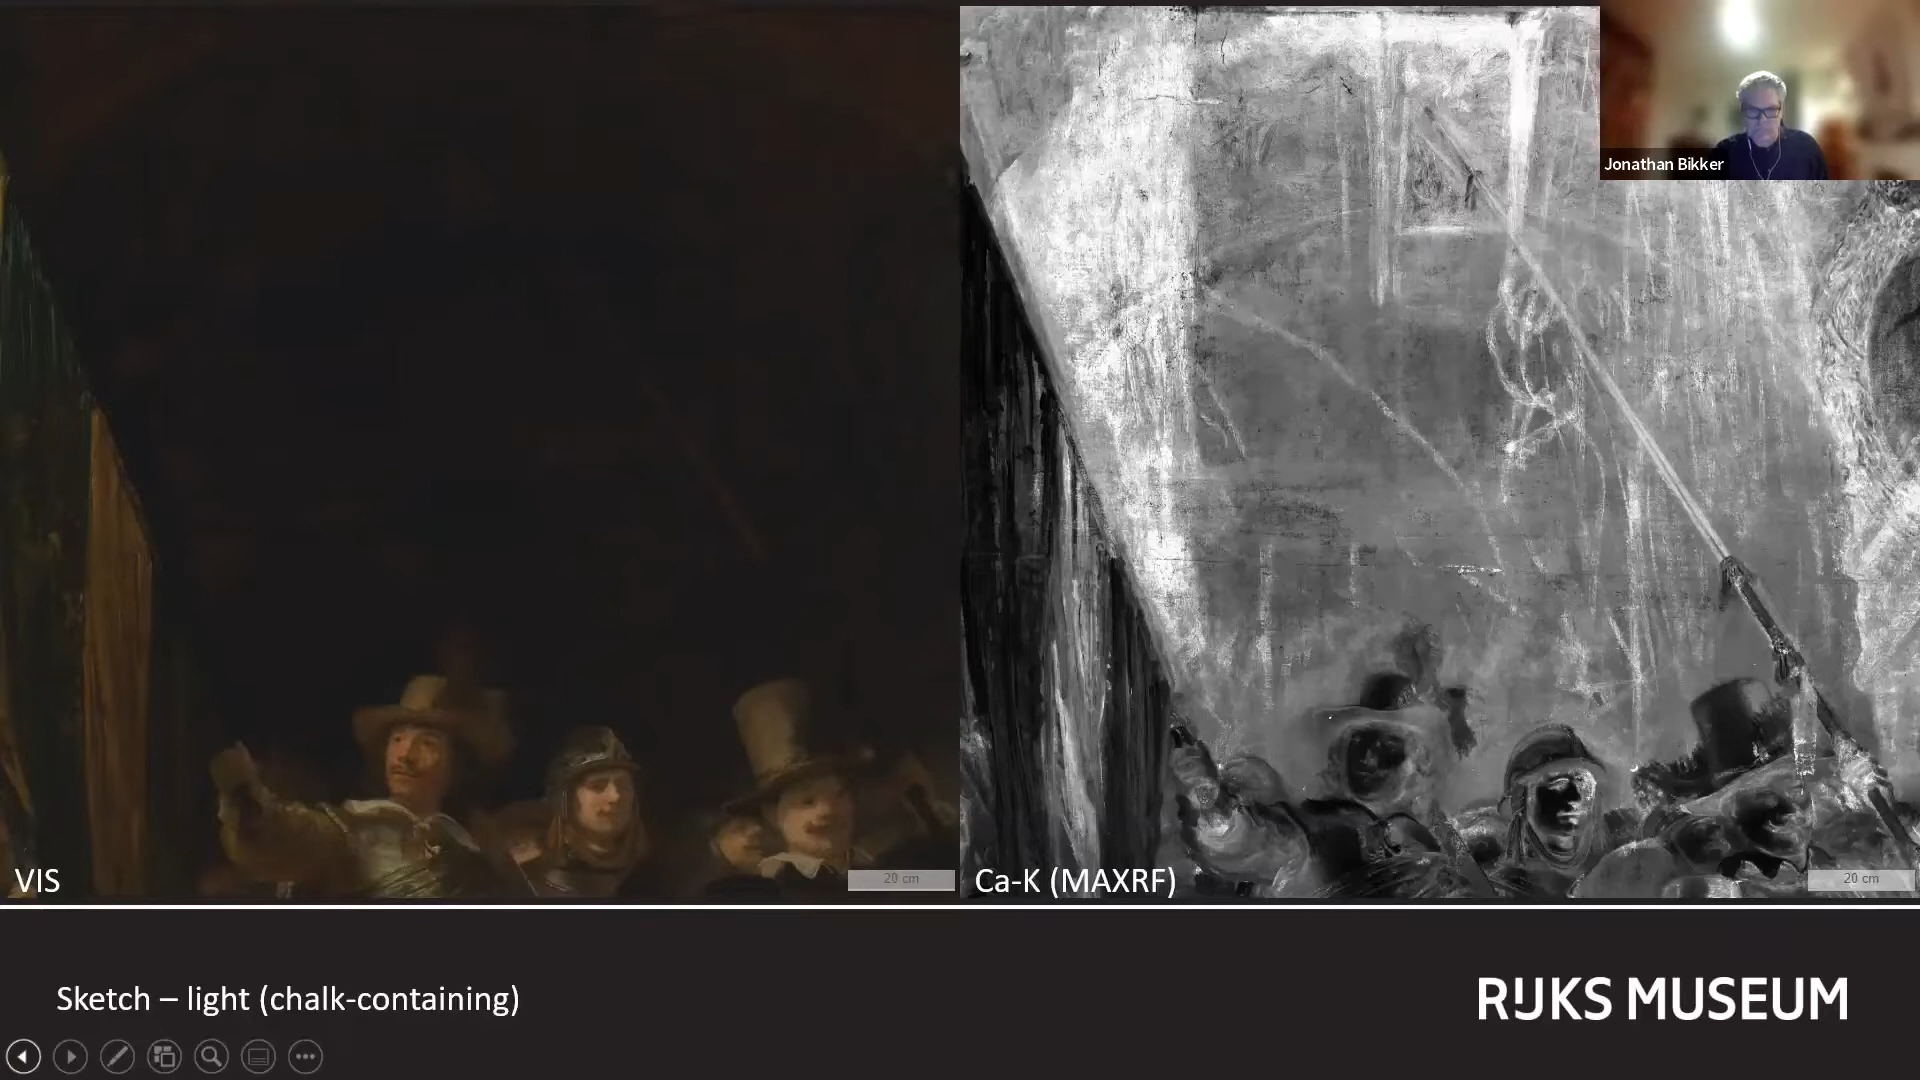 Jonathan Bikker
VIS
20 cm
Ca-K (MAXRF)
20 cm
Sketch – light (chalk-containing)
RIJKS MUSEUM